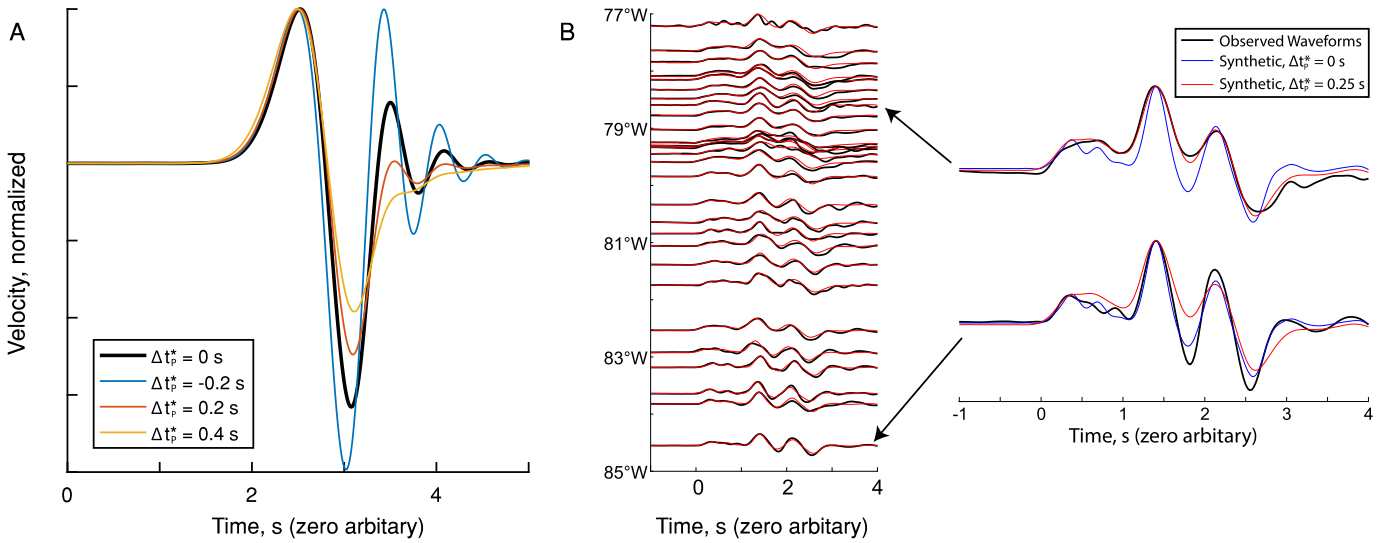 A
Velocity, normalized
Δt*p = 0 s
Δt*p = -0.2 s
Δt*p = 0.2 s
Δt*p = 0.4 s
0
2
4
Time, s (zero arbitary)
B
77°W
79°W
81°W
83°W
85°W
0
2
4
Time, s (zero arbitary)
Observed Waveforms
Synthetic, Δt*p = 0 s
Synthetic, Δt*p = 0.25 s
-1
0
1
2
3
4
Time, s (zero arbitary)